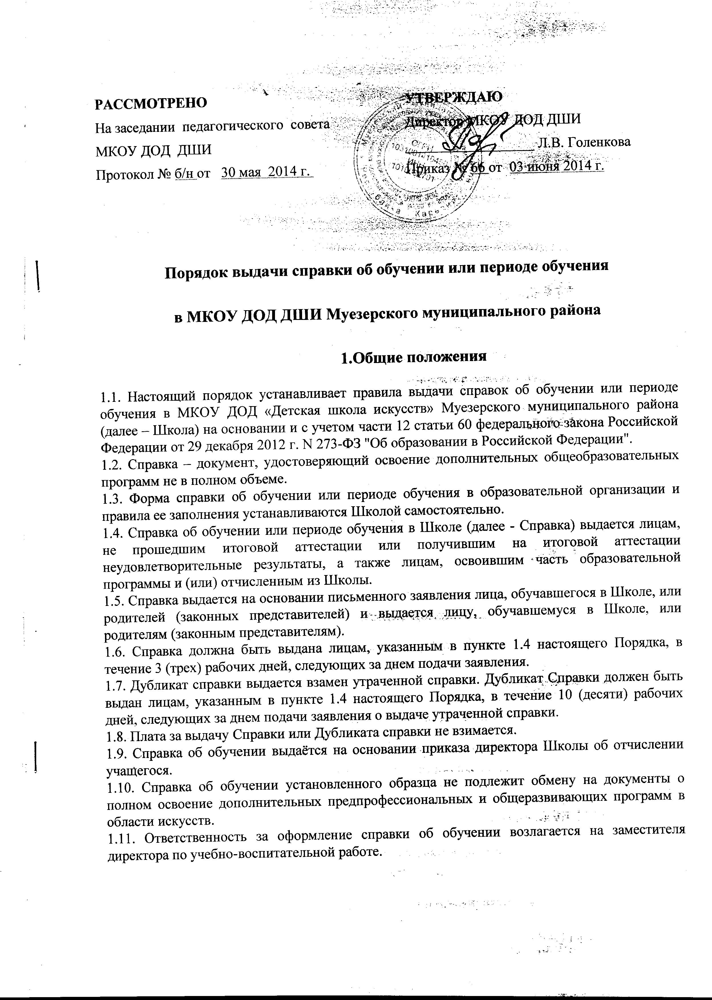 РАССМОТРЕНО
На заседании педагогического совета
МКОУ ДОД ДШИ
Протокол № б/н от 30 мая 2014 г.
УТВЕРЖДАЮ
Директор МКОУ ДОД ДШИ
Л.В. Голенкова
Приказ № 66 от 03 июня 2014 г.
ОГРН
ИНН
Карелия
Порядок выдачи справки об обучении или периоде обучения
в МКОУ ДОД ДШИ Муезерского муниципального района
1.Общие положения
1.1. Настоящий порядок устанавливает правила выдачи справок об обучении или периоде
обучения в МКОУ ДОД «Детская школа искусств» Муезерского муниципального района
(далее – Школа) на основании и с учетом части 12 статьи 60 федерального закона Российской
Федерации от 29 декабря 2012 г. N 273-ФЗ "Об образовании в Российской Федерации".
1.2. Справка – документ, удостоверяющий освоение дополнительных общеобразовательных
программ не в полном объеме.
1.3. Форма справки об обучении или периоде обучения в образовательной организации и
правила ее заполнения устанавливаются Школой самостоятельно.
1.4. Справка об обучении или периоде обучения в Школе (далее - Справка) выдается лицам,
не прошедшим итоговой аттестации или получившим на итоговой аттестации
неудовлетворительные результаты, а также лицам, освоившим часть образовательной
программы и (или) отчисленным из Школы.
1.5. Справка выдается на основании письменного заявления лица, обучавшегося в Школе, или
родителей (законных представителей) и выдается лицу, обучавшемуся в Школе, или
родителям (законным представителям).
1.6. Справка должна быть выдана лицам, указанным в пункте 1.4 настоящего Порядка, в
течение 3 (трех) рабочих дней, следующих за днем подачи заявления.
1.7. Дубликат справки выдается взамен утраченной справки. Дубликат Справки должен быть
выдан лицам, указанным в пункте 1.4 настоящего Порядка, в течение 10 (десяти) рабочих
дней, следующих за днем подачи заявления о выдаче утраченной справки.
1.8. Плата за выдачу Справки или Дубликата справки не взимается.
1.9. Справка об обучении выдаётся на основании приказа директора Школы об отчислении
учащегося.
1.10. Справка об обучении установленного образца не подлежит обмену на документы о
полном освоение дополнительных предпрофессиональных и общеразвивающих программ в
области искусств.
1.11. Ответственность за оформление справки об обучении возлагается на заместителя
директора по учебно-воспитательной работе.